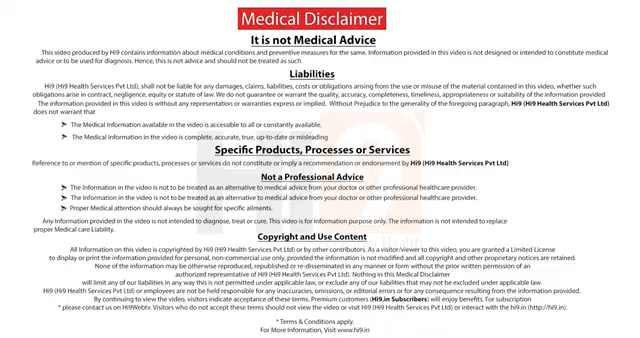 Medical Disclaimer
It is not Medical Advice
This video produced by Hi9 contains information about medical conditions and preventive measures for the same. Information provided in this video is not designed or intended to constitute medical
advice or to be used for diagnosis. Hence; this is not advice and should not be treated as such
Liabilities
Hi9 (Hi9 Health Services Pvt Ltd), shall not be liable for any damages, claims, liabilities, costs or obligations arising from the use or misuse of the material contained in this video, whether such
obligations arise in contract, negligence, equity or statute of law. We do not guarantee or warrant the quality, accuracy, completeness, timeliness, appropriateness or suitability of the information provided
The information provided in this video is without any representation or warranties express or implied. Without Prejudice to the generality of the foregoing paragraph, Hi9 (Hi9 Health Services Pvt Ltd)
does not warrant that
➢ The Medical Information available in the video is accessible to all or constantly available.
➢ The Medical Information in the video is complete, accurate, true, up-to-date or misleading
Specific Products, Processes or Services
Reference to or mention of specific products, processes or services do not constitute or imply a recommendation or endorsement by Hi9 (Hi9 Health Services Pvt Ltd)
Not a Professional Advice
➢ The Information in the video is not to be treated as an alternative to medical advice from your doctor or other professional healthcare provider.
➢ The Information in the video is not to be treated as an alternative to medical advice from your doctor or other professional healthcare provider.
➢ Proper Medical attention should always be sought for specific ailments.
Any Information provided in the video is not intended to diagnose, treat or cure. This video is for information purpose only. The information is not intended to replace
proper Medical care Liability.
Copyright and Use Content
All Information on this video is copyrighted by Hi9 (Hi9 Health Services Pvt Ltd) or by other contributors. As a visitor/viewer to this video, you are granted a Limited License
to display or print the information provided for personal, non-commercial use only, provided the information is not modified and all copyright and other proprietary notices are retained.
None of the information may be otherwise reproduced, republished or re-disseminated in any manner or form without the prior written permission of an
authorized representative of Hi9 (Hi9 Health Services Pvt Ltd). Nothing in this Medical Disclaimer
will limit any of our liabilities in any way this is not permitted under applicable law, or exclude any of our liabilities that may not be excluded under applicable law.
Hi9 (Hi9 Health Services Pvt Ltd) or employees are not be held responsible for any inaccuracies, omissions, or editorial errors or for any consequence resulting from the information provided.
By continuing to view the video, visitors indicate acceptance of these terms. Premium customers (Hi9.in Subscribers) will enjoy benefits. For subscription
* please contact us on Hi9Webtv. Visitors who do not accept these terms should not view the video or visit Hi9 (Hi9 Health Services Pvt Ltd) or interact with the hi9.in (http://hi9.in).
* Terms & Conditions apply.
For More Information, Visit www.hi9.in